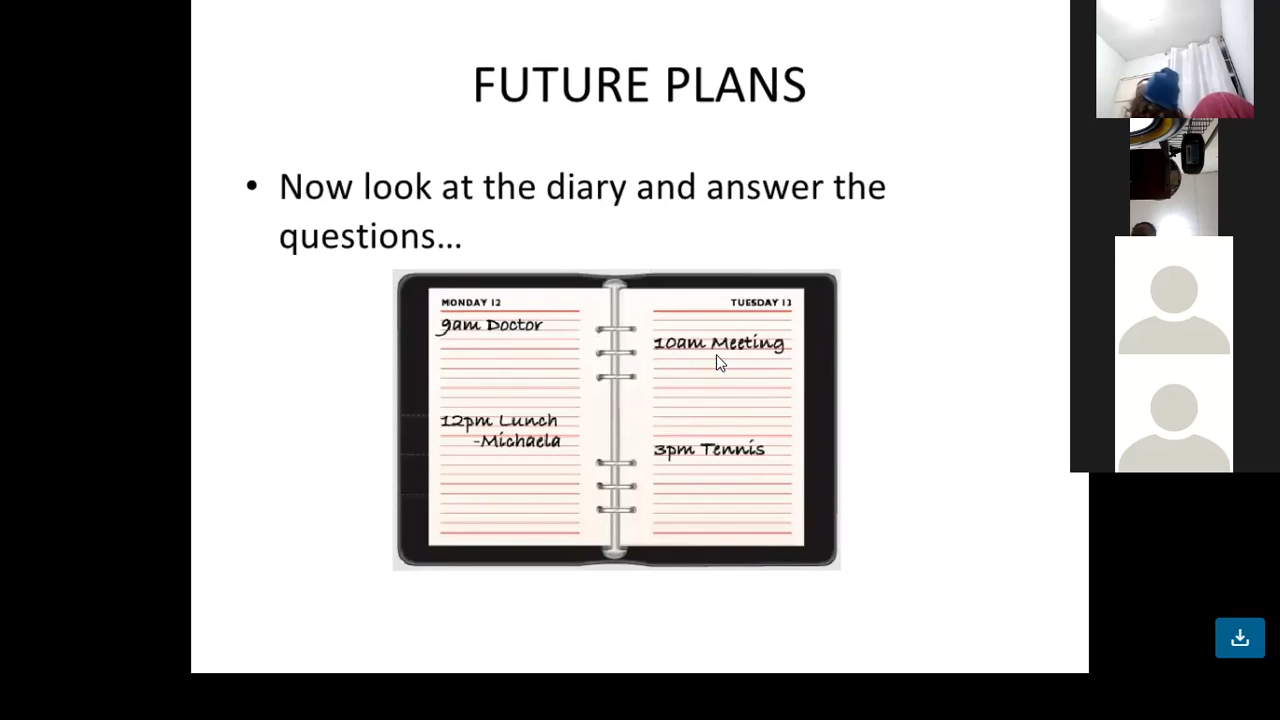 FUTURE PLANS
• Now look at the diary and answer the
questions...
MONDAY 12
9am Doctor
12pm Lunch
-Michaela
TUESDAY 13
10am Meeting
3pm Tennis